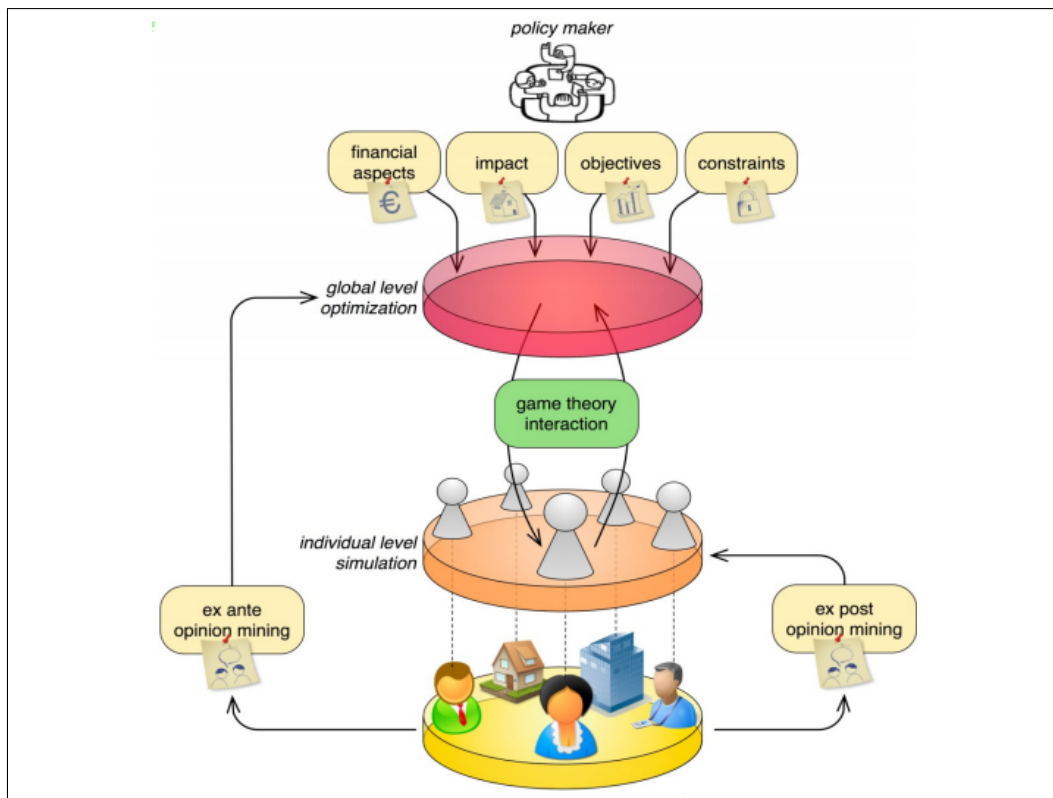 policy maker
financial
aspects
impact
objectives
constraints
€
global level
optimization
game theory
interaction
individual level
simulation
ex ante
opinion mining
ex post
opinion mining